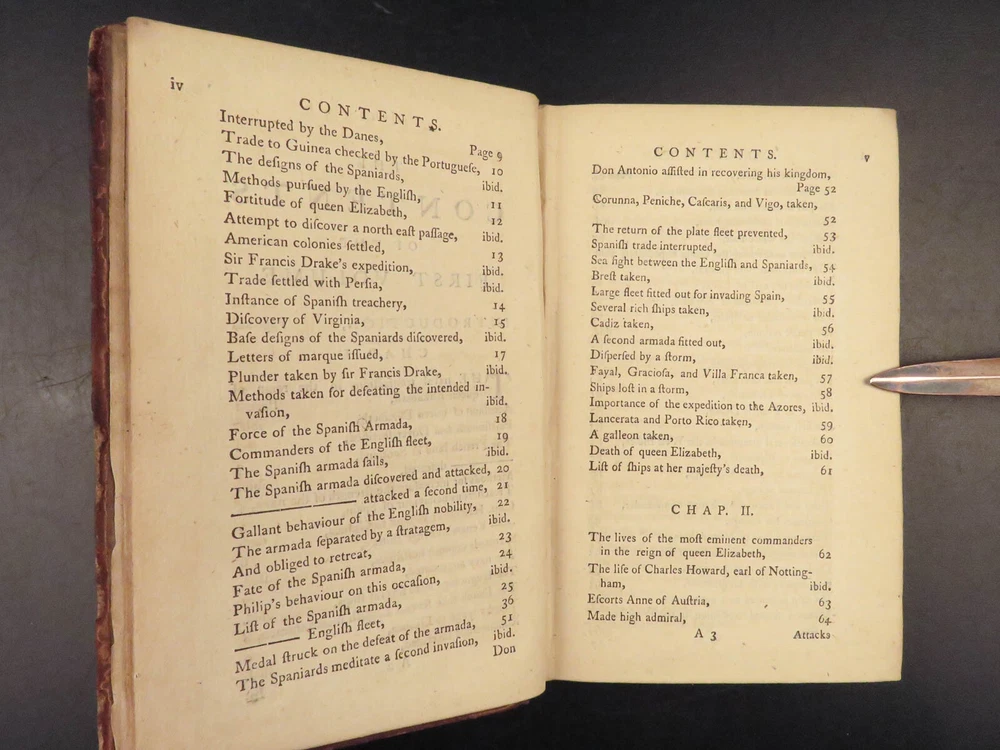 iv
CONTENTS.
Interrupted by the Danes, Page 9
Trade to Guinea checked by the Portugueſe, 10
The deſigns of the Spaniards, ibid.
Methods purſued by the Engliſh, 11
Fortitude of queen Elizabeth, 12
Attempt to diſcover a north eaſt paſſage, ibid.
American colonies ſettled, 13
Sir Francis Drake's expedition, ibid.
Trade ſettled with Perſia, ibid.
Inſtance of Spaniſh treachery, 14
Diſcovery of Virginia, 15
Baſe deſigns of the Spaniards diſcovered, ibid.
Letters of marque iſſued, 17
Plunder taken by ſir Francis Drake, ibid.
Methods taken for defeating the intended in-
vaſion, ibid.
Force of the Spaniſh Armada, 18
Commanders of the Engliſh fleet, 19
The Spaniſh armada ſails, ibid.
The Spaniſh armada diſcovered and attacked, 20
——— attacked a ſecond time, 21
Gallant behaviour of the Engliſh nobility, 22
The armada ſeparated by a ſtratagem, ibid.
And obliged to retreat, 23
Fate of the Spaniſh armada, 24
Philip's behaviour on this occaſion, ibid.
Liſt of the Spaniſh armada, 25
—— Engliſh fleet, 36
Medal ſtruck on the defeat of the armada, 51
The Spaniards meditate a ſecond invaſion, ibid.
Don
CONTENTS. v
Don Antonio aſſiſted in recovering his kingdom,
Page 52
Corunna, Peniche, Caſcaris, and Vigo, taken,
52
The return of the plate fleet prevented, 53
Spaniſh trade interrupted, ibid.
Sea fight between the Engliſh and Spaniards, 54
Breſt taken, ibid.
Large fleet fitted out for invading Spain, 55
Several rich ſhips taken, ibid.
Cadiz taken, 56
A ſecond armada fitted out, ibid.
Diſperſed by a ſtorm, ibid.
Fayal, Gracioſa, and Villa Franca taken, 57
Ships loſt in a ſtorm, 58
Importance of the expedition to the Azores, ibid.
Lancerata and Porto Rico taken, 59
A galleon taken, 60
Death of queen Elizabeth, ibid.
Liſt of ſhips at her majeſty's death, 61
CHAP. II.
The lives of the moſt eminent commanders
in the reign of queen Elizabeth, 62
The life of Charles Howard, earl of Notting-
ham, ibid.
Eſcorts Anne of Auſtria, 63
Made high admiral, 64
A 3 Attacks